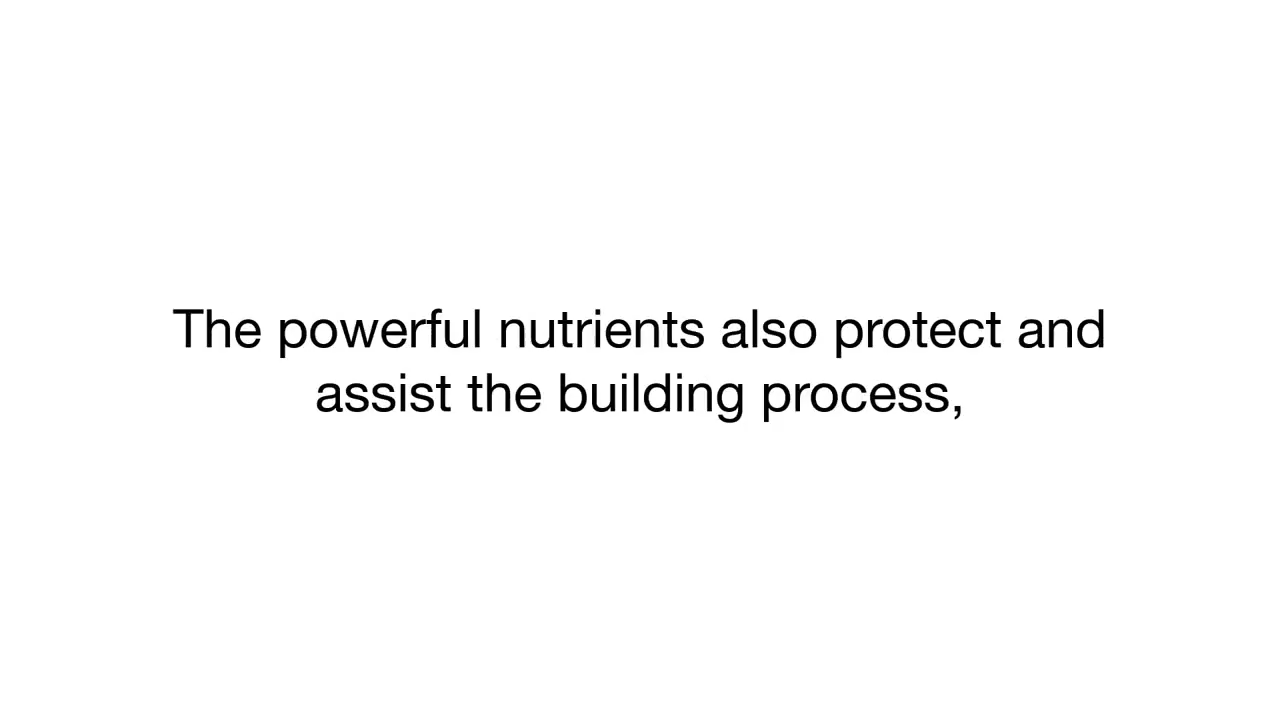 The powerful nutrients also protect and
assist the building process,